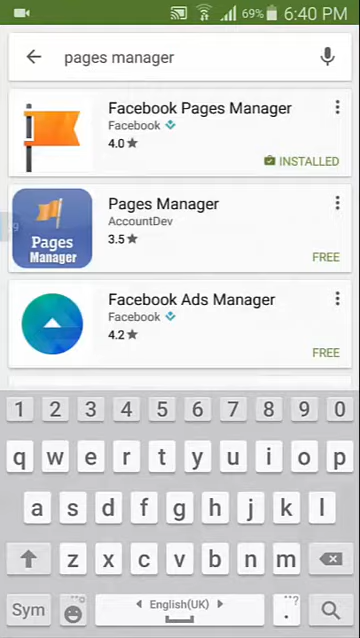 69% 6:40 PM
pages manager
Facebook Pages Manager
Facebook
4.0★
INSTALLED
Pages Manager
AccountDev
3.5★
FREE
Pages
Manager
Facebook Ads Manager
Facebook
4.2★
FREE
1 2 3 4 5 6 7 8 9 0
q w e r t y u i o p
a s d f g h j k l
z x c v b n m
Sym English(UK) . ,,?